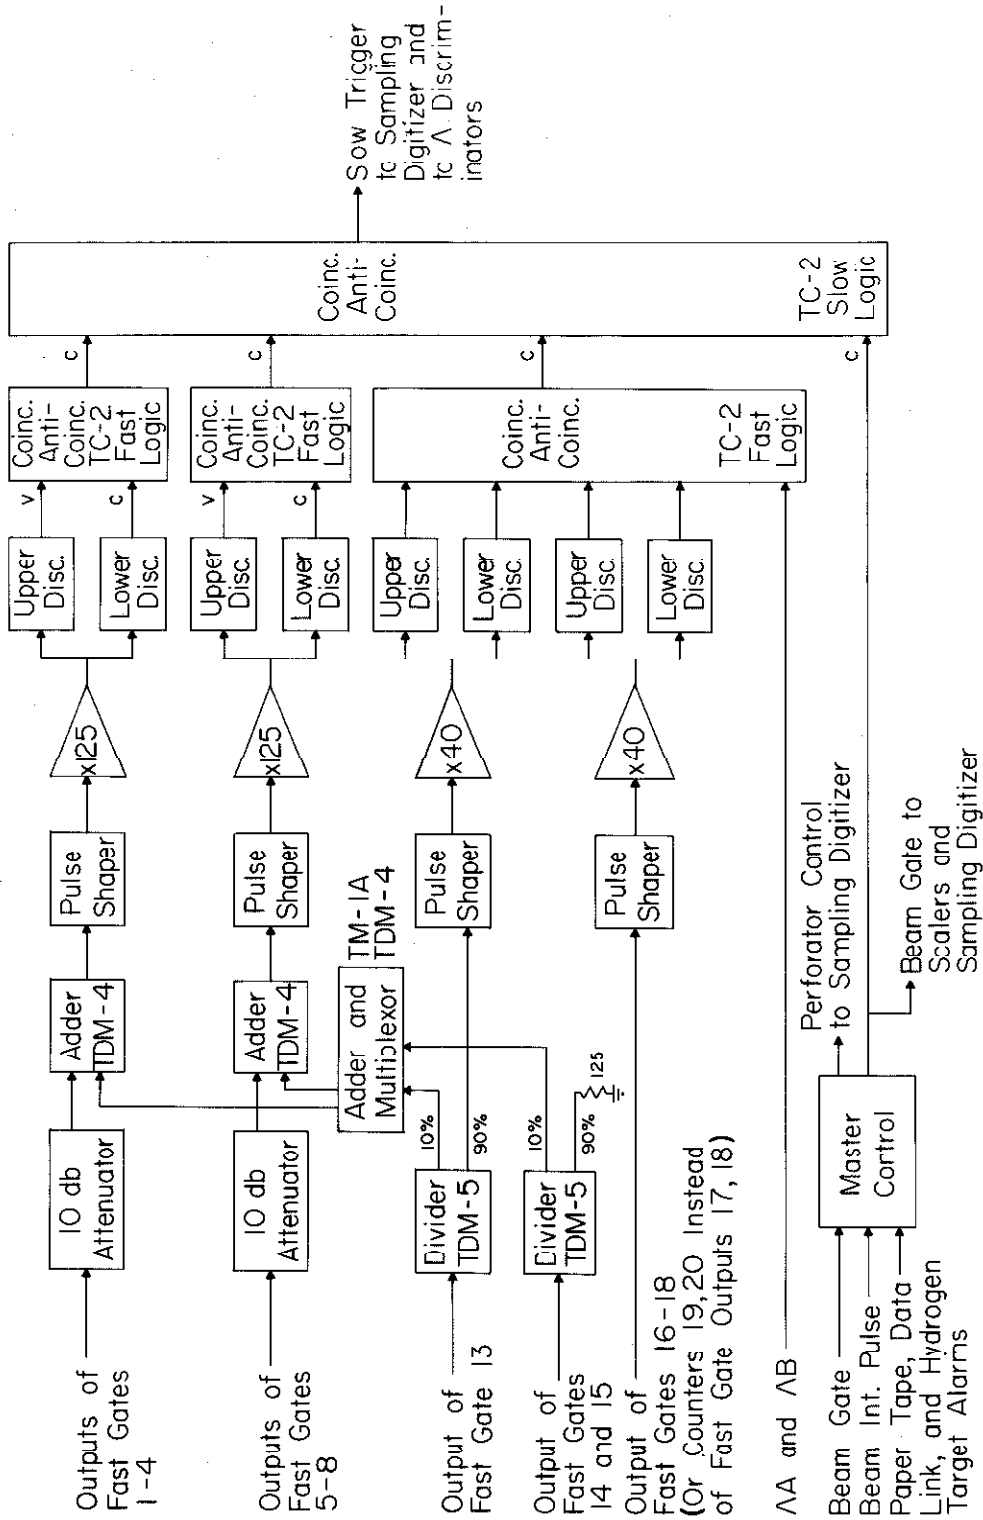 Outputs of
Fast Gates
1-4
10 db
Attenuator
Adder
TDM-4
Pulse
Shaper
x125
Upper
Disc.
Lower
Disc.
v
c
Coinc.
Anti-
Coinc.
TC-2
Fast
Logic
c
Outputs of
Fast Gates
5-8
10 db
Attenuator
Adder
TDM-4
Pulse
Shaper
x125
Upper
Disc.
Lower
Disc.
v
c
Coinc.
Anti-
Coinc.
TC-2
Fast
Logic
c
Adder and
Multiplexor
TM-1A
TDM-4
Output of
Fast Gate 13
Divider
TDM-5
10%
90%
Pulse
Shaper
x40
Upper
Disc.
Lower
Disc.
Output of
Fast Gates
14 and 15
Divider
TDM-5
10%
90%
125
Output of
Fast Gates 16-18
(Or Counters 19,20 Instead
of Fast Gate Outputs 17, 18)
Pulse
Shaper
x40
Upper
Disc.
Lower
Disc.
Coinc.
Anti-
Coinc.
TC-2
Fast
Logic
c
ΛA and ΛB
Beam Gate
Beam Int. Pulse
Paper Tape, Data
Link, and Hydrogen
Target Alarms
Master
Control
Perforator Control
to Sampling Digitizer
Beam Gate to
Scalers and
Sampling Digitizer
c
Coinc.
Anti-
Coinc.
TC-2
Slow
Logic
Sow Trigger
to Sampling
Digitizer and
to Λ Discrim-
inators